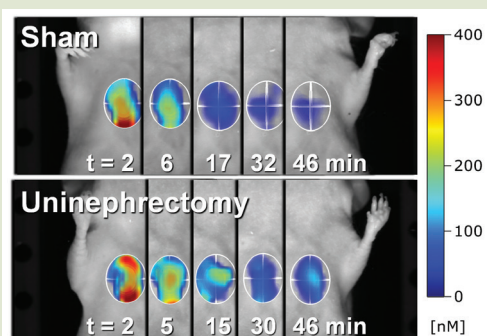 Sham
t = 2 6 17 32 46 min
Uninephrectomy
t = 2 5 15 30 46 min
400
300
200
100
0
[nM]